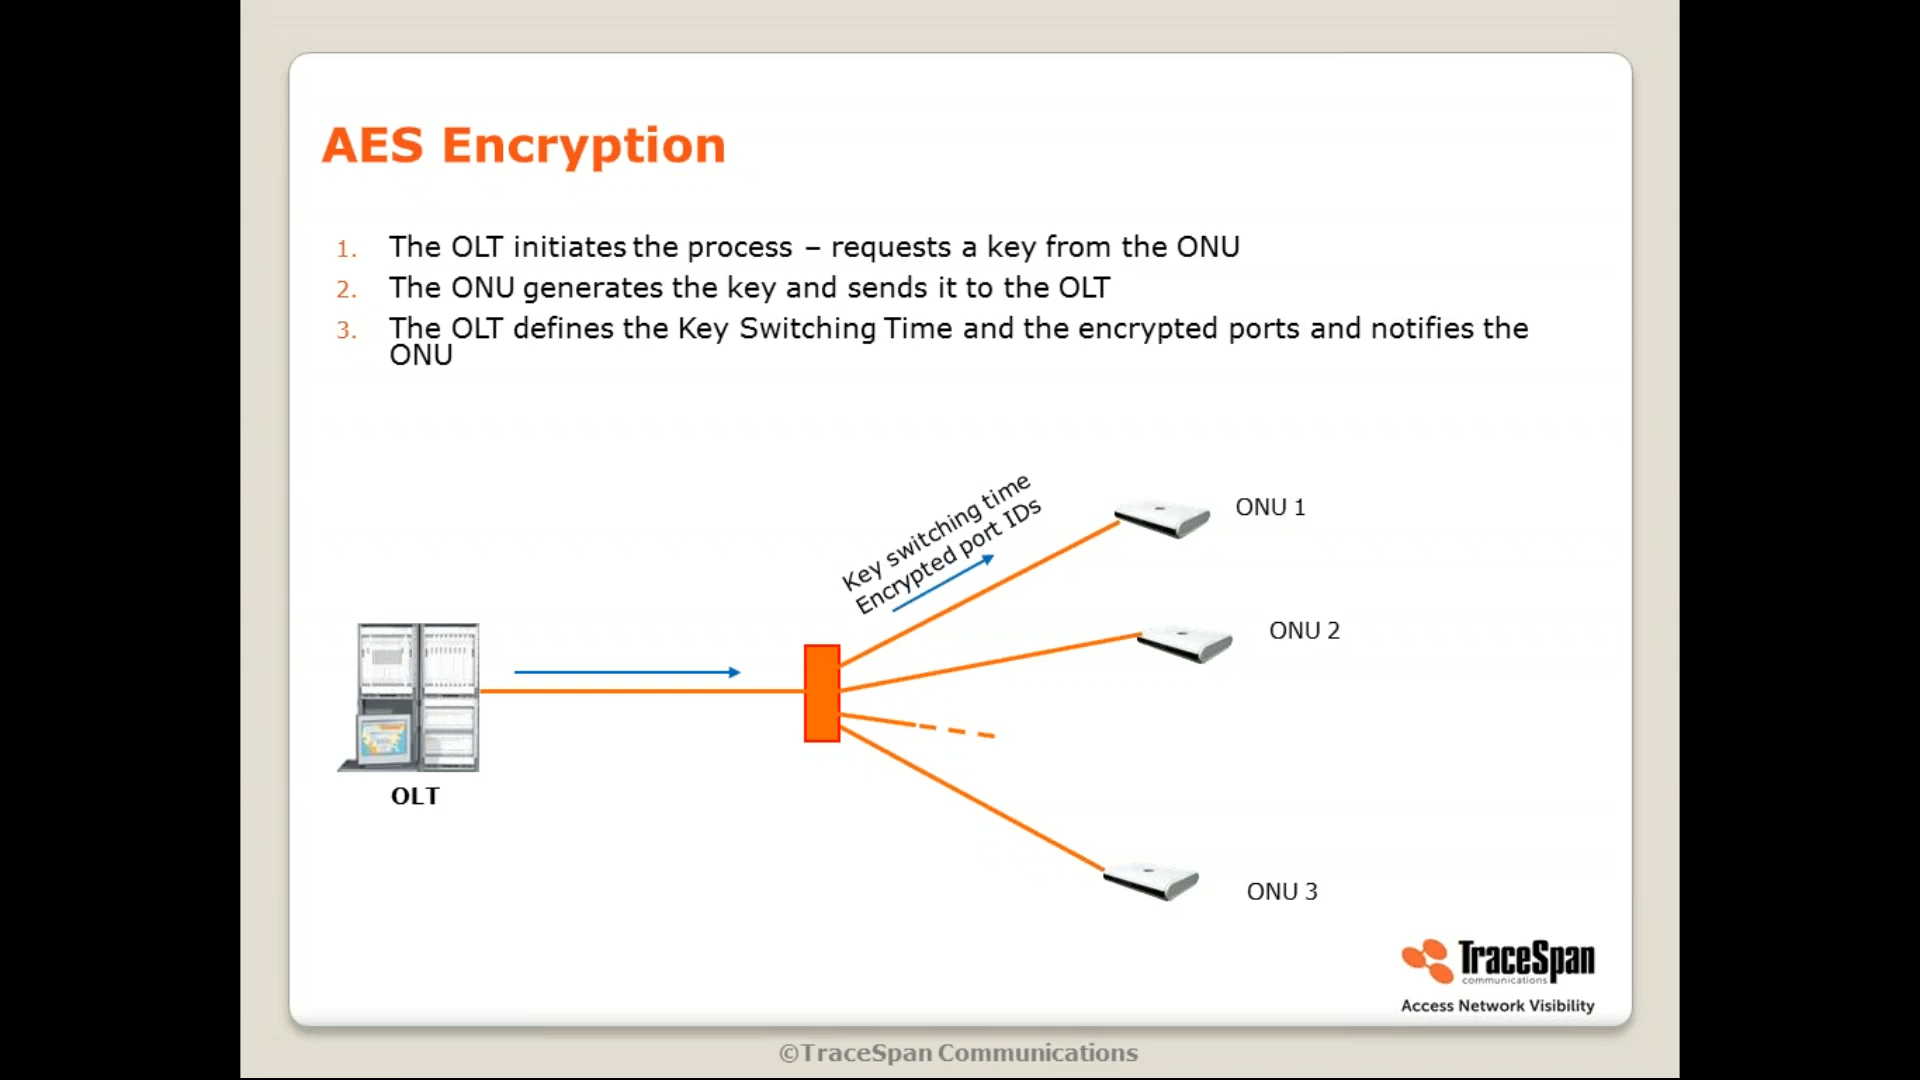 AES Encryption
1. The OLT initiates the process – requests a key from the ONU
2. The ONU generates the key and sends it to the OLT
3. The OLT defines the Key Switching Time and the encrypted ports and notifies the
ONU
Key switching time
Encrypted port IDs
ONU 1
ONU 2
OLT
ONU 3
TraceSpan
communications
Access Network Visibility
©TraceSpan Communications